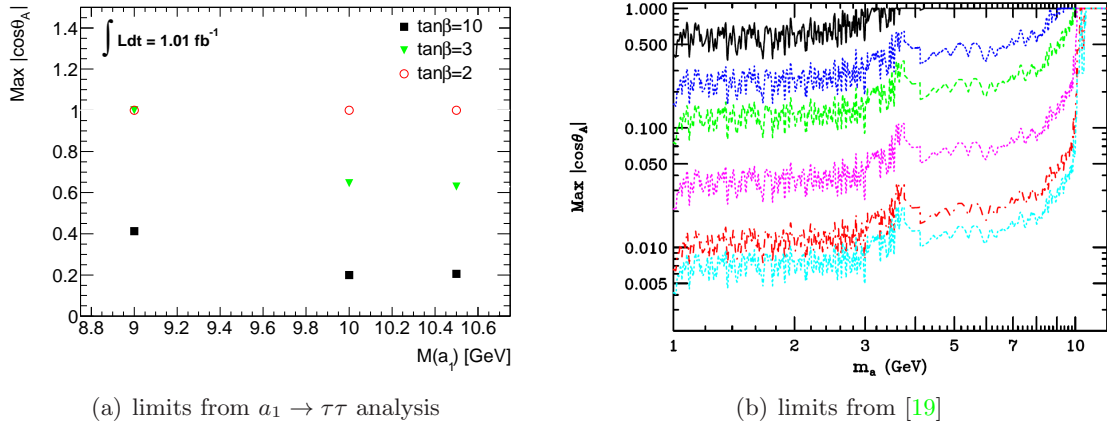 ∫ Ldt = 1.01 fb⁻¹
tanβ=10
tanβ=3
tanβ=2
Max |cosθ_A|
1.4
1.2
1
0.8
0.6
0.4
0.2
0
8.8 9 9.2 9.4 9.6 9.8 10 10.2 10.4 10.6
M(a₁) [GeV]
(a) limits from a₁ → ττ analysis
Max |cosθ_A|
1.000
0.500
0.100
0.050
0.010
0.005
1 2 3 5 7 10
mₐ (GeV)
(b) limits from [19]